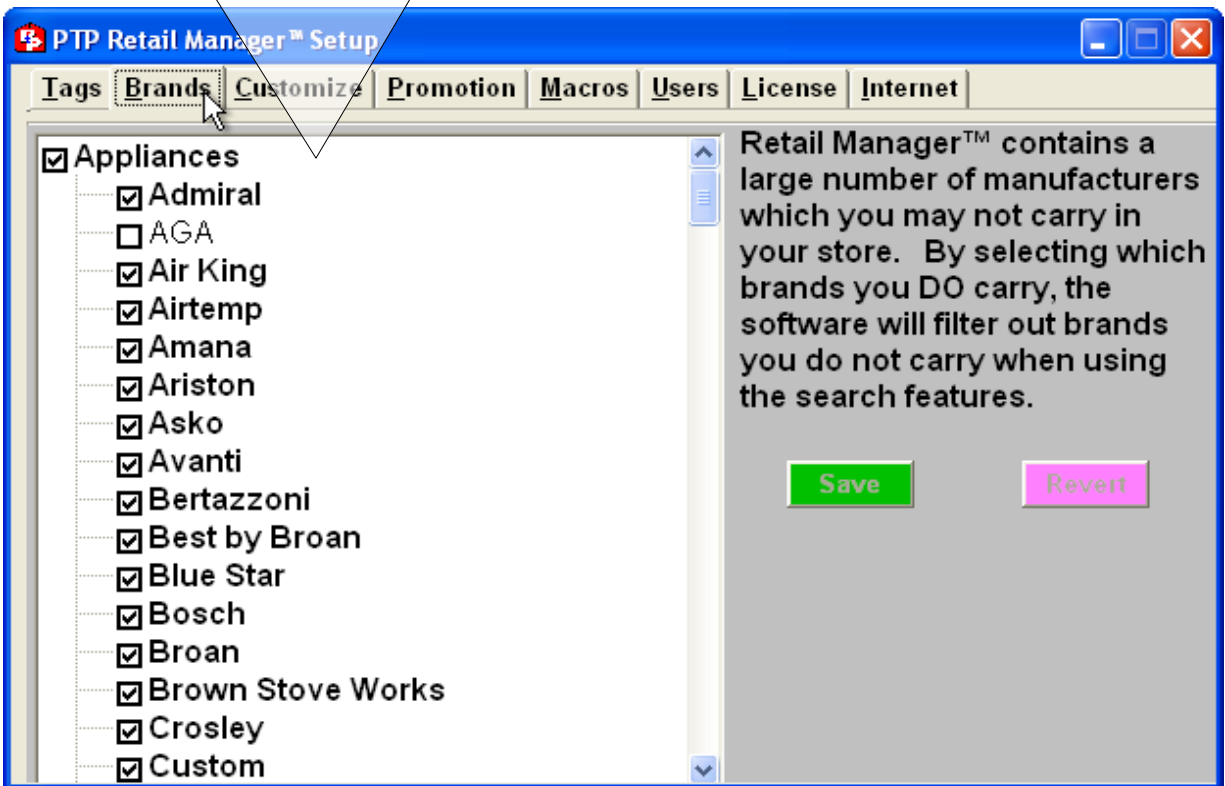 PTP Retail Manager™ Setup
Tags Brands Customize Promotion Macros Users License Internet
Appliances
Admiral
AGA
Air King
Airtemp
Amana
Ariston
Asko
Avanti
Bertazzoni
Best by Broan
Blue Star
Bosch
Broan
Brown Stove Works
Crosley
Custom
Retail Manager™ contains a
large number of manufacturers
which you may not carry in
your store. By selecting which
brands you DO carry, the
software will filter out brands
you do not carry when using
the search features.
Save Revert